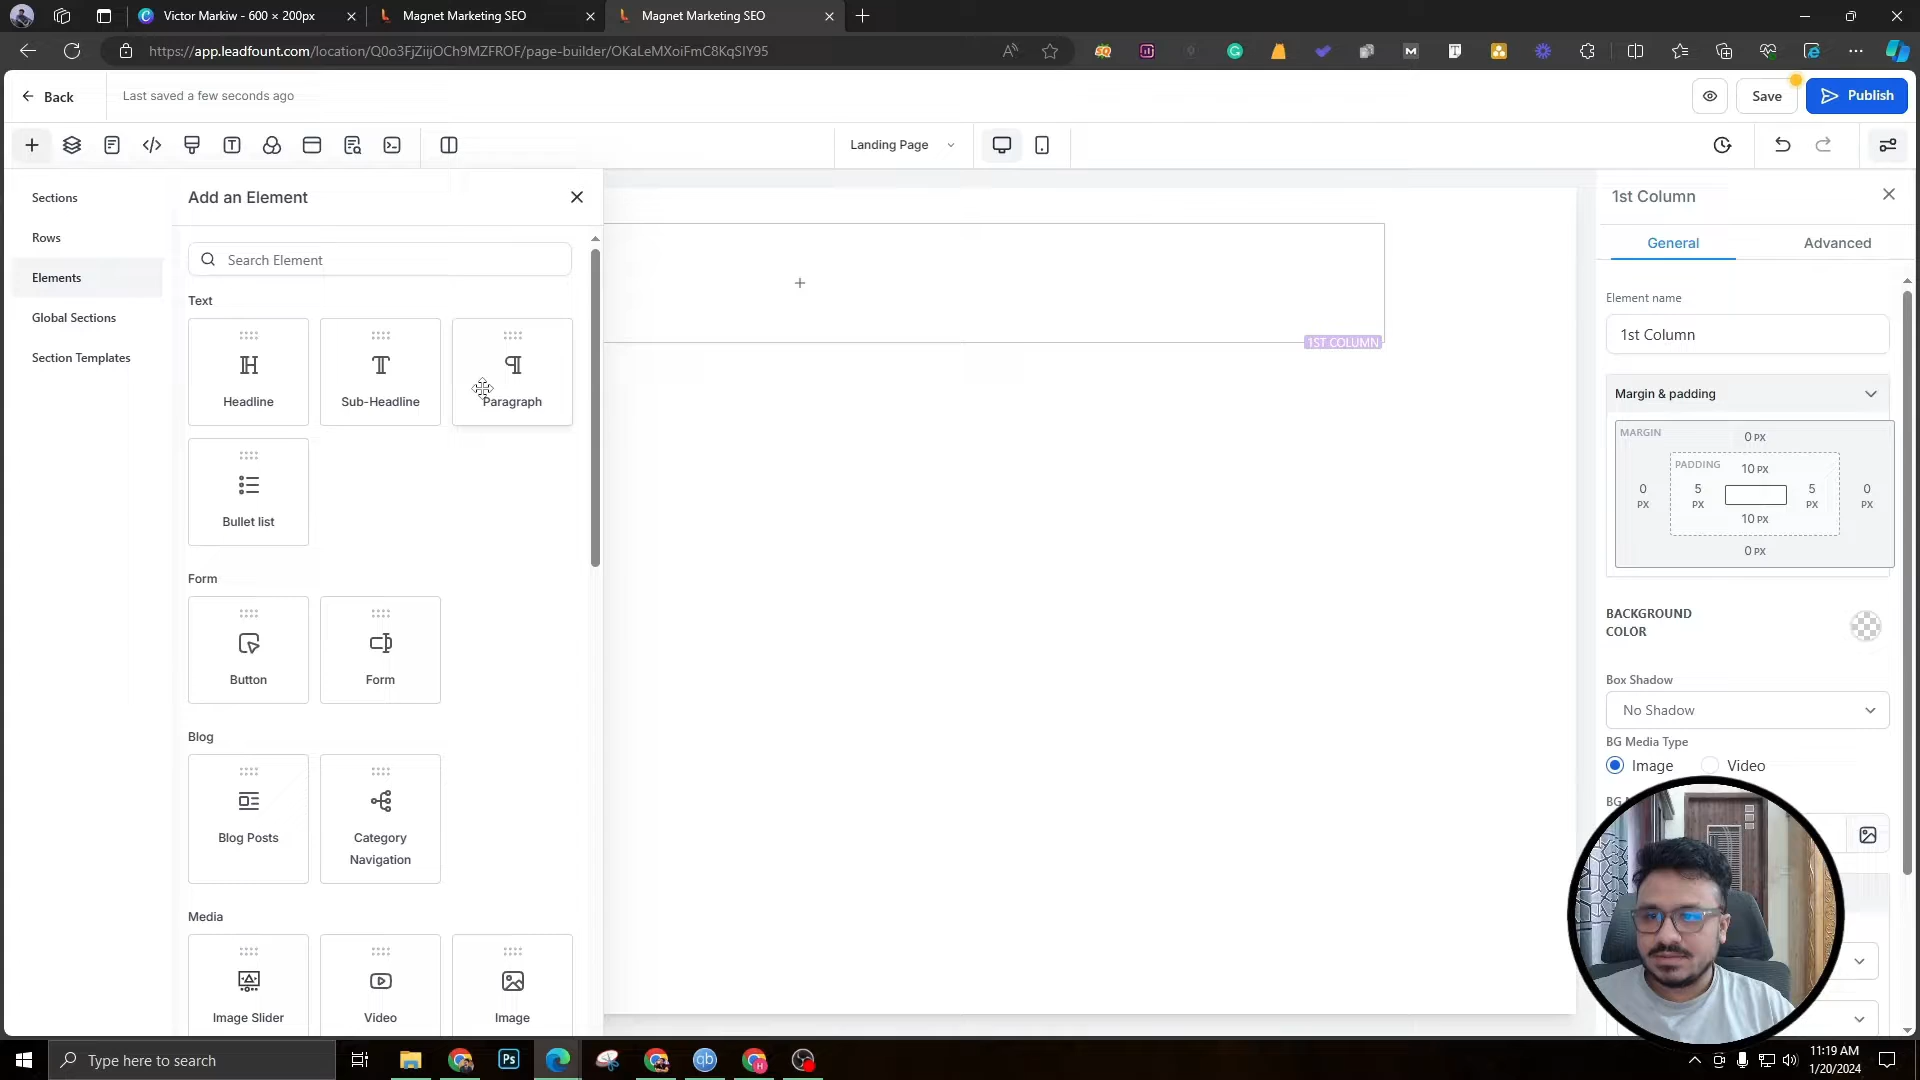 Victor Markiw - 600 × 200px
Magnet Marketing SEO
Magnet Marketing SEO
https://app.leadfount.com/location/Q0o3FjZiijOCh9MZFROF/page-builder/OKaLeMXoiFmC8KqSIY95
Back
Last saved a few seconds ago
Save
Publish
Landing Page
Sections
Rows
Elements
Global Sections
Section Templates
Add an Element
Search Element
Text
Headline
Sub-Headline
Paragraph
Bullet list
Form
Button
Form
Blog
Blog Posts
Category
Navigation
Media
Image Slider
Video
Image
1ST COLUMN
1st Column
General
Advanced
Element name
1st Column
Margin & padding
MARGIN
0 PX
PADDING
10 PX
0 PX
5 PX
5 PX
0 PX
10 PX
0 PX
BACKGROUND
COLOR
Box Shadow
No Shadow
BG Media Type
Image
Video
BG
Type here to search
11:19 AM
1/20/2024